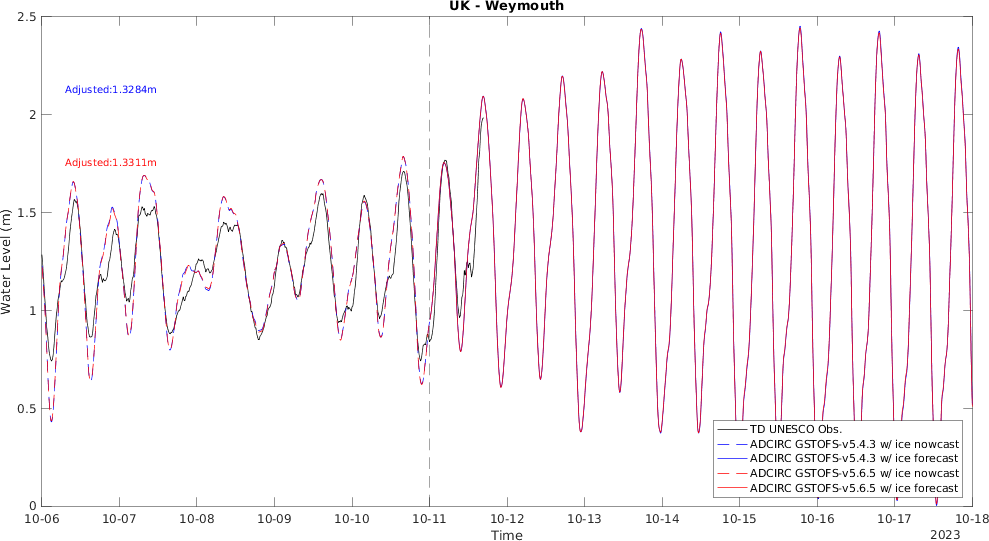 UK - Weymouth
2.5
2
1.5
1
0.5
0
Water Level (m)
Adjusted:1.3284m
Adjusted:1.3311m
TD UNESCO Obs.
ADCIRC GSTOFS-v5.4.3 w/ ice nowcast
ADCIRC GSTOFS-v5.4.3 w/ ice forecast
ADCIRC GSTOFS-v5.6.5 w/ ice nowcast
ADCIRC GSTOFS-v5.6.5 w/ ice forecast
10-06 10-07 10-08 10-09 10-10 10-11 10-12 10-13 10-14 10-15 10-16 10-17 10-18
Time
2023